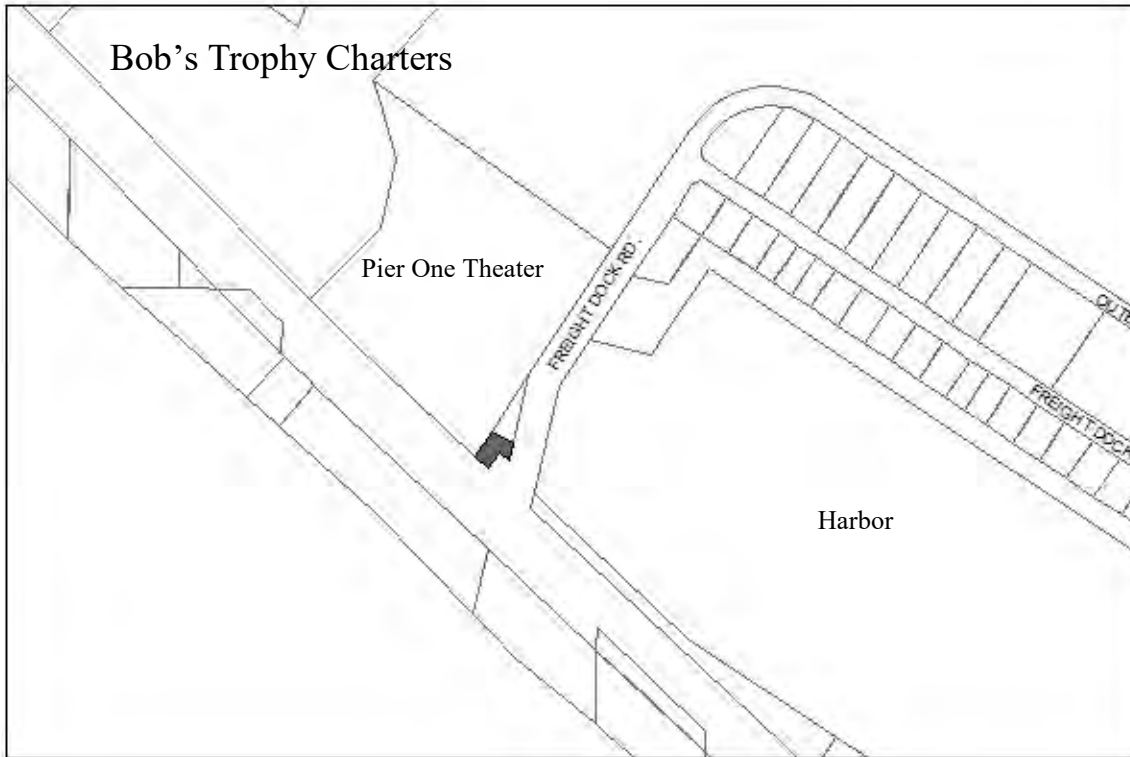 Bob’s Trophy Charters
Pier One Theater
FREIGHT DOCK RD.
FREIGHT DOCK
Harbor